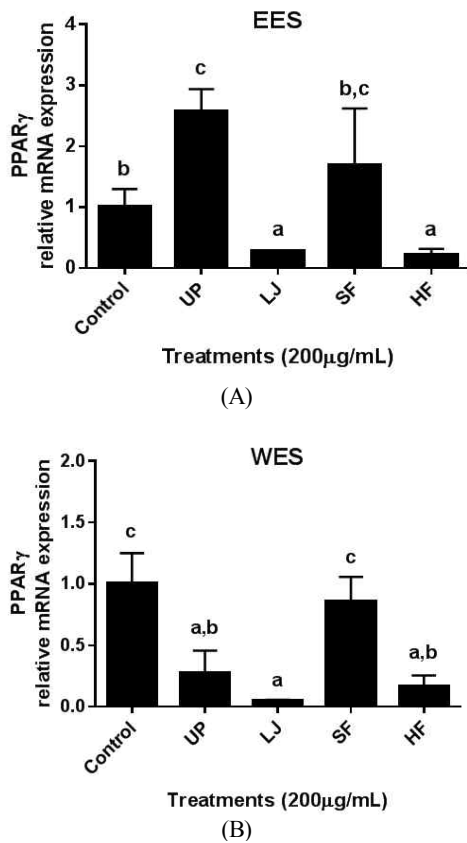 EES
PPARγ
relative mRNA expression
4
3
2
1
0
b
c
a
b,c
a
Control
UP
LJ
SF
HF
Treatments (200µg/mL)
(A)
WES
PPARγ
relative mRNA expression
2.0
1.5
1.0
0.5
0.0
c
a,b
a
c
a,b
Control
UP
LJ
SF
HF
Treatments (200µg/mL)
(B)